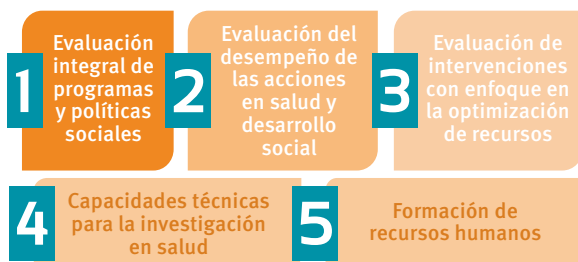 1
Evaluación
integral de
programas
y políticas
sociales
2
Evaluación del
desempeño de
las acciones
en salud y
desarrollo
social
3
Evaluación de
intervenciones
con enfoque en
la optimización
de recursos
4
Capacidades técnicas
para la investigación
en salud
5
Formación de
recursos humanos